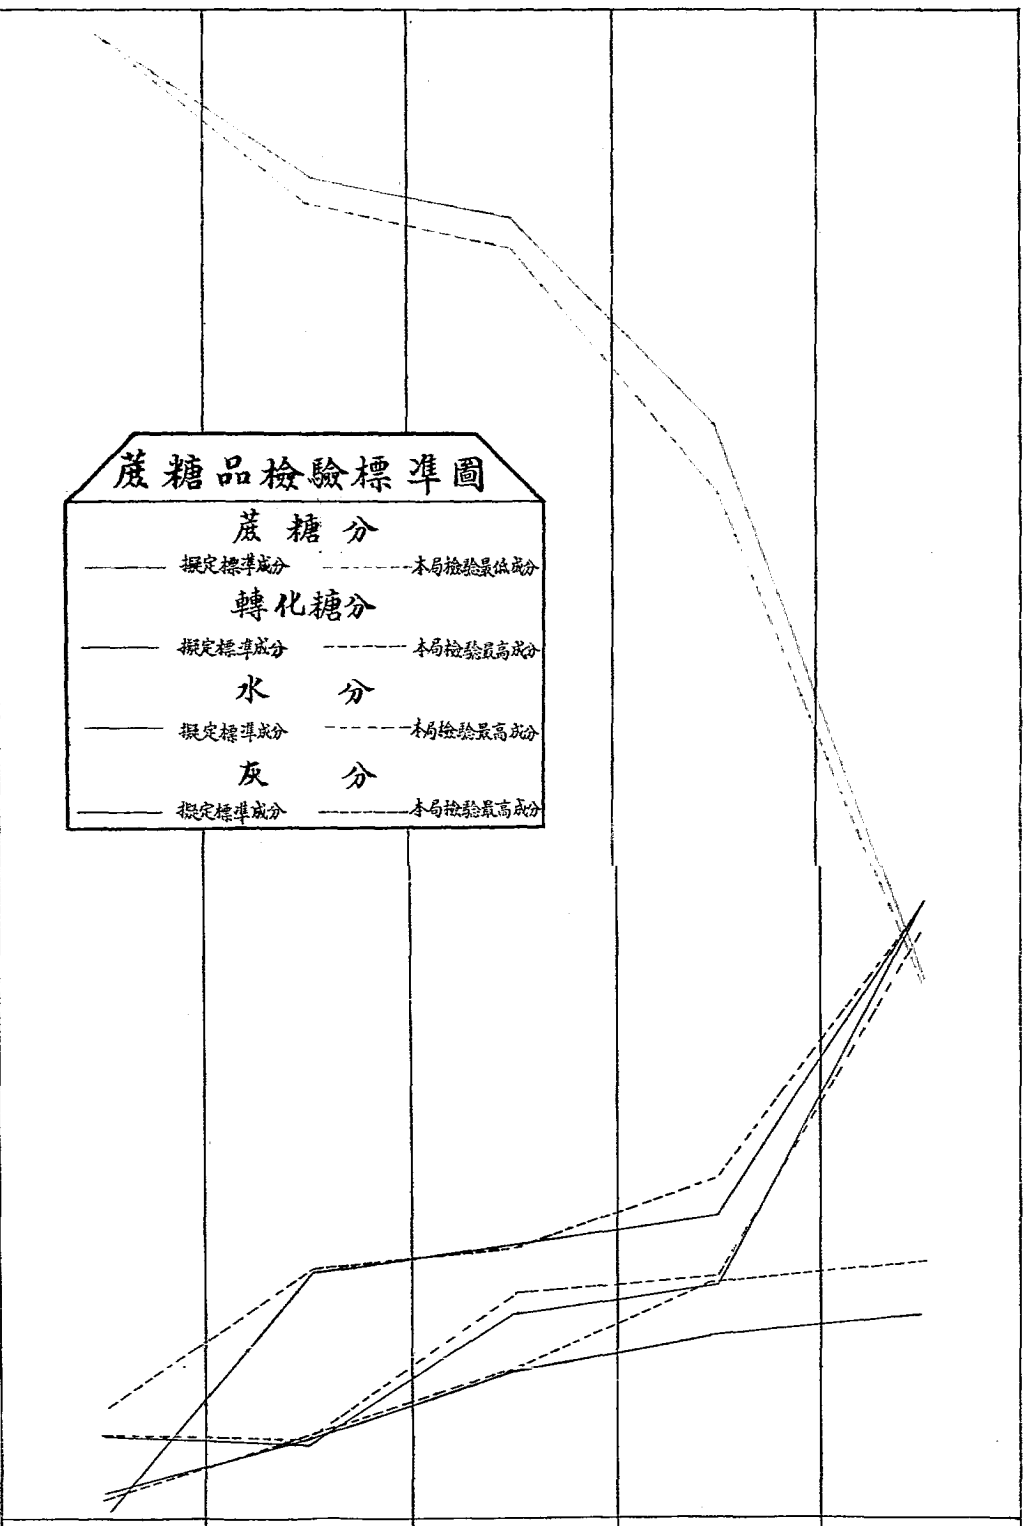 蔗糖品檢驗標準圖
蔗糖分
擬定標準成分 本局檢驗最低成分
轉化糖分
擬定標準成分 本局檢驗最高成分
水分
擬定標準成分 本局檢驗最高成分
灰分
擬定標準成分 本局檢驗最高成分